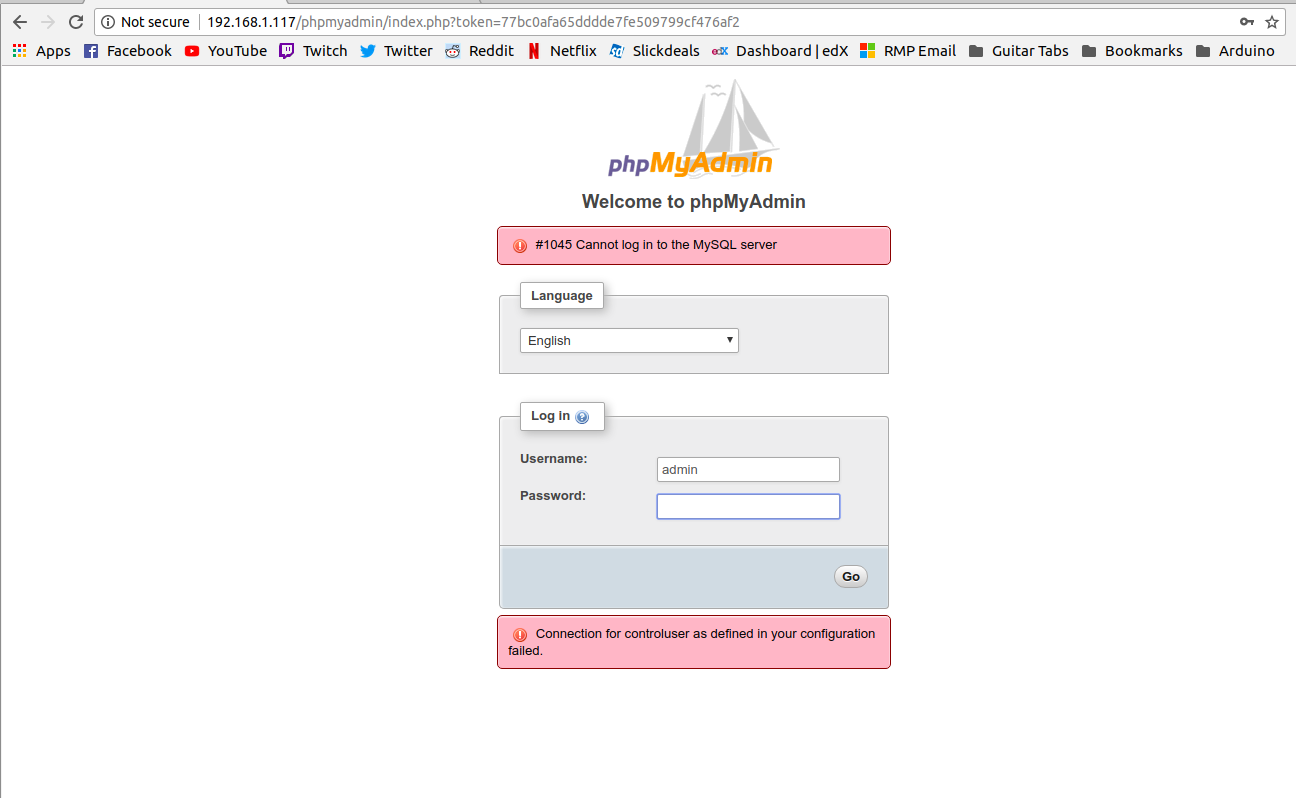 Not secure 192.168.1.117/phpmyadmin/index.php?token=77bc0afa65dddde7fe509799cf476af2
Apps Facebook YouTube Twitch Twitter Reddit Netflix Slickdeals Dashboard | edX RMP Email Guitar Tabs Bookmarks Arduino
phpMyAdmin
Welcome to phpMyAdmin
#1045 Cannot log in to the MySQL server
Language
English
Log in
Username:
admin
Password:
Go
Connection for controluser as defined in your configuration
failed.